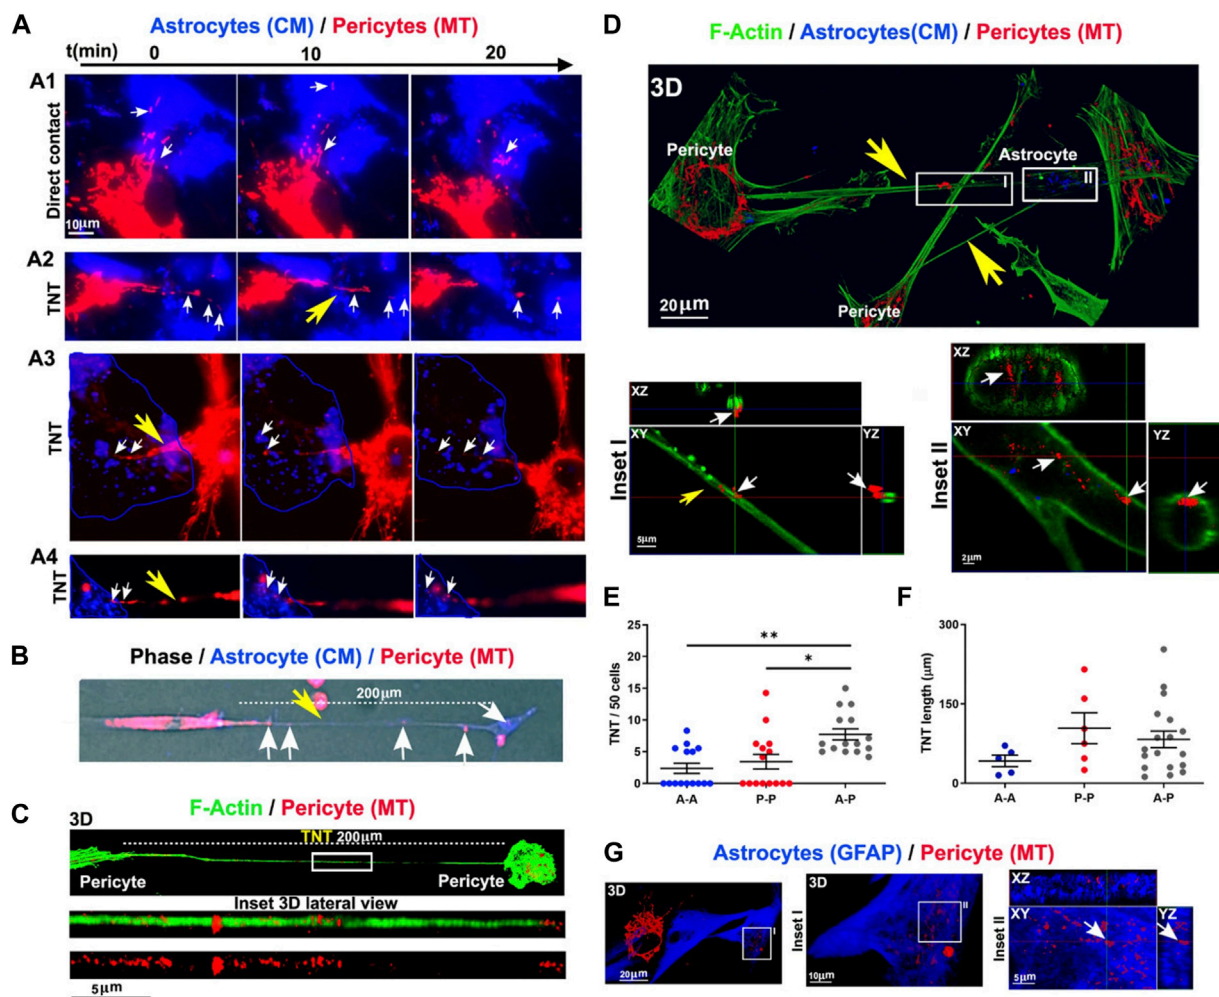 A
Astrocytes (CM) / Pericytes (MT)
t(min) 0 10 20
A1
Direct contact
10μm
A2
TNT
A3
TNT
A4
TNT
B
Phase / Astrocyte (CM) / Pericyte (MT)
200μm
C
F-Actin / Pericyte (MT)
3D
TNT 200μm
Pericyte Pericyte
Inset 3D lateral view
5μm
D
F-Actin / Astrocytes(CM) / Pericytes (MT)
3D
Pericyte
Astrocyte
I
II
Pericyte
20μm
Inset I
XZ
XY
YZ
5μm
Inset II
XZ
XY
YZ
2μm
E
TNT / 50 cells
25
20
15
10
5
0
**
*
A-A P-P A-P
F
TNT length (μm)
300
150
0
A-A P-P A-P
G
Astrocytes (GFAP) / Pericyte (MT)
3D
I
20μm
Inset I
3D
II
10μm
Inset II
XZ
XY
YZ
5μm